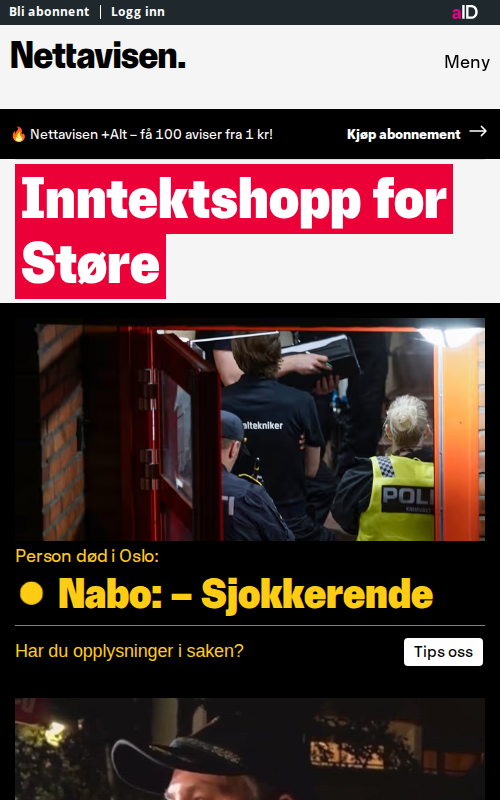 Bli abonnent | Logg inn
aID
Nettavisen.
Meny
🔥 Nettavisen +Alt – få 100 aviser fra 1 kr!
Kjøp abonnement →
Inntektshopp for
Støre
altekniker
POLI
Person død i Oslo:
Nabo: – Sjokkerende
Har du opplysninger i saken?
Tips oss